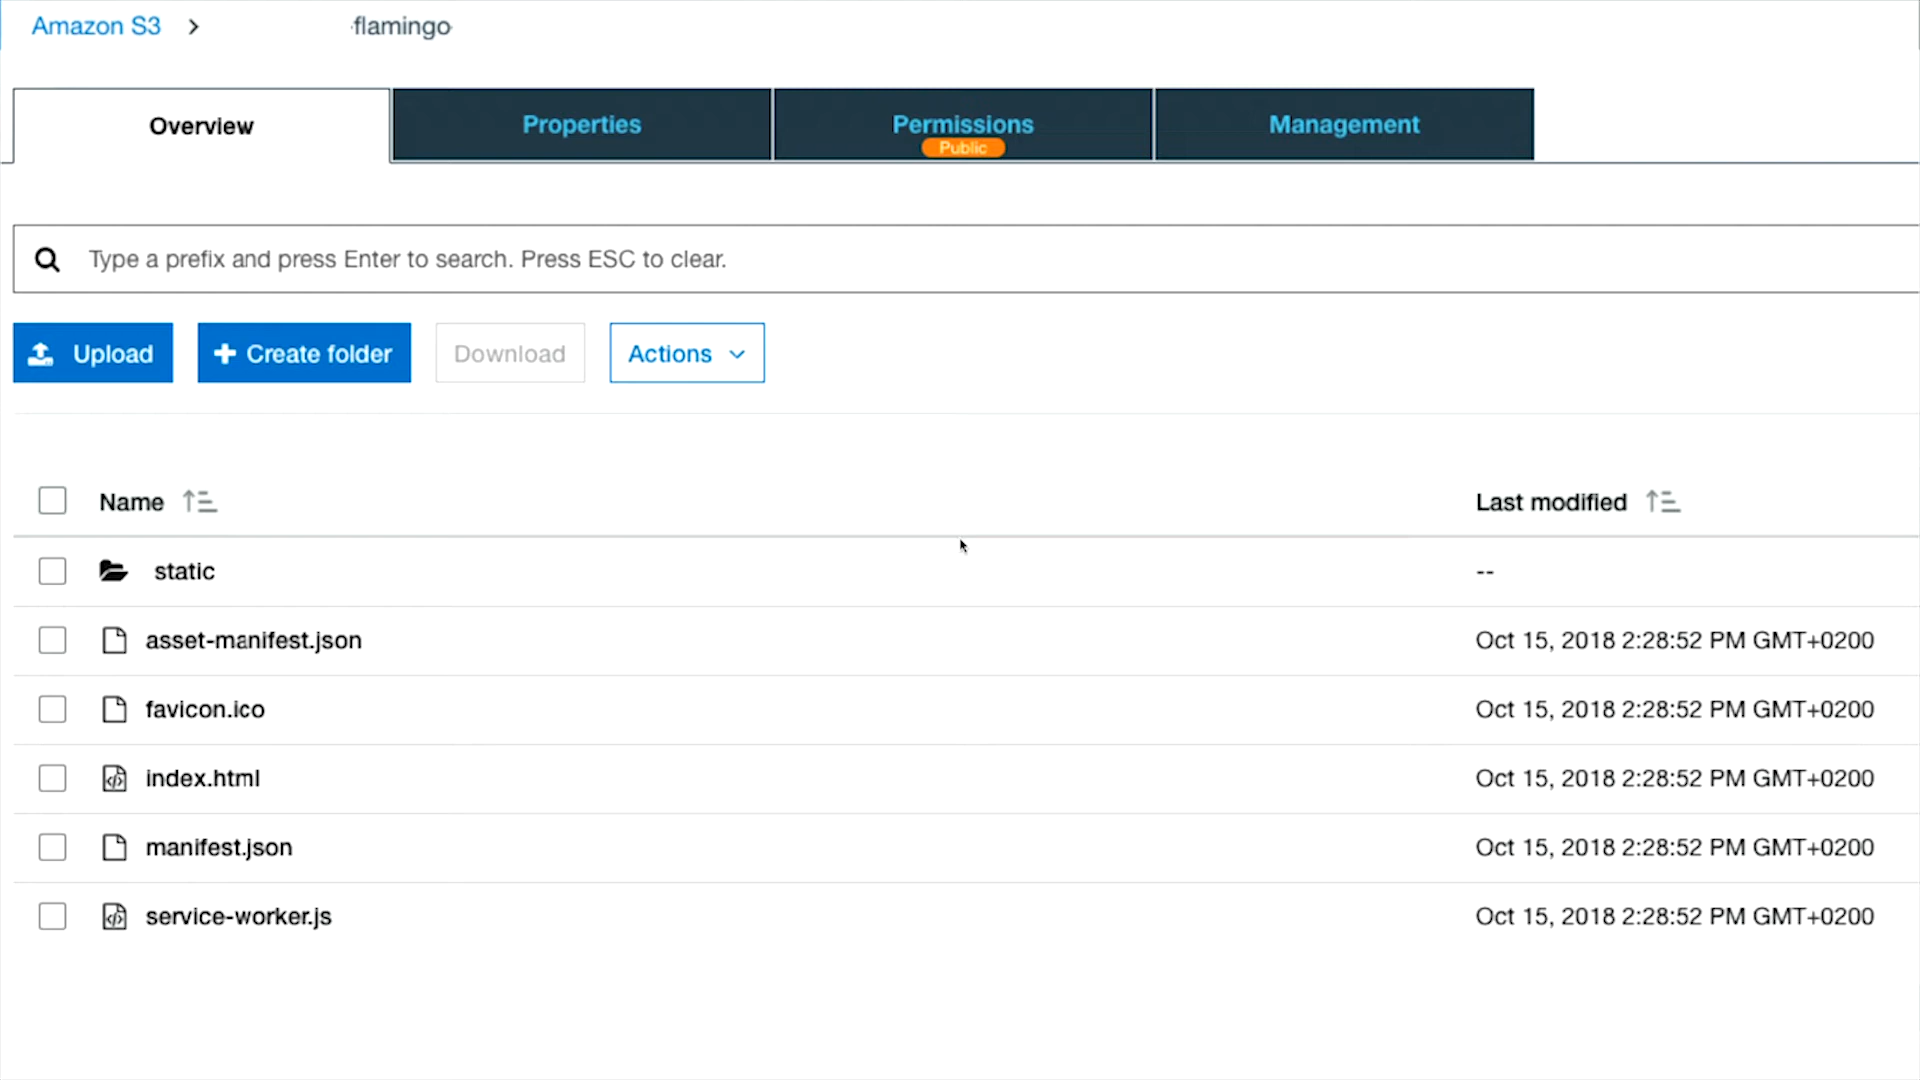 Amazon S3 > -flamingo
Overview Properties Permissions Management
Public
Type a prefix and press Enter to search. Press ESC to clear.
Upload + Create folder Download Actions
Name Last modified
static --
asset-manifest.json Oct 15, 2018 2:28:52 PM GMT+0200
favicon.ico Oct 15, 2018 2:28:52 PM GMT+0200
index.html Oct 15, 2018 2:28:52 PM GMT+0200
manifest.json Oct 15, 2018 2:28:52 PM GMT+0200
service-worker.js Oct 15, 2018 2:28:52 PM GMT+0200